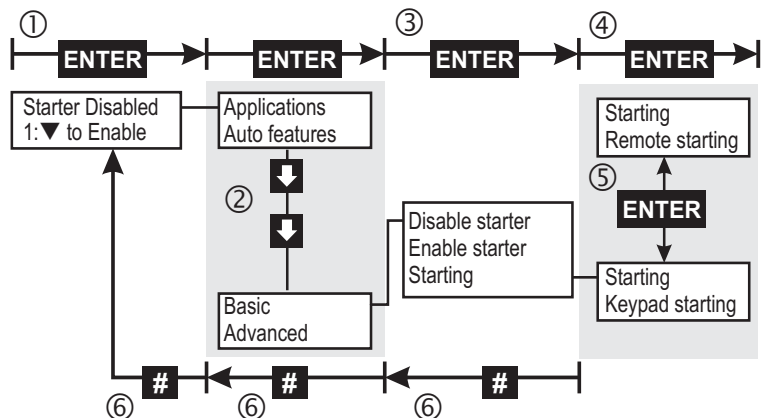 ① ③ ④
ENTER ENTER ENTER ENTER
Starter Disabled
1:▼ to Enable
Applications
Auto features
②
Basic
Advanced
Disable starter
Enable starter
Starting
Starting
Remote starting
⑤
ENTER
Starting
Keypad starting
# # #
⑥ ⑥ ⑥